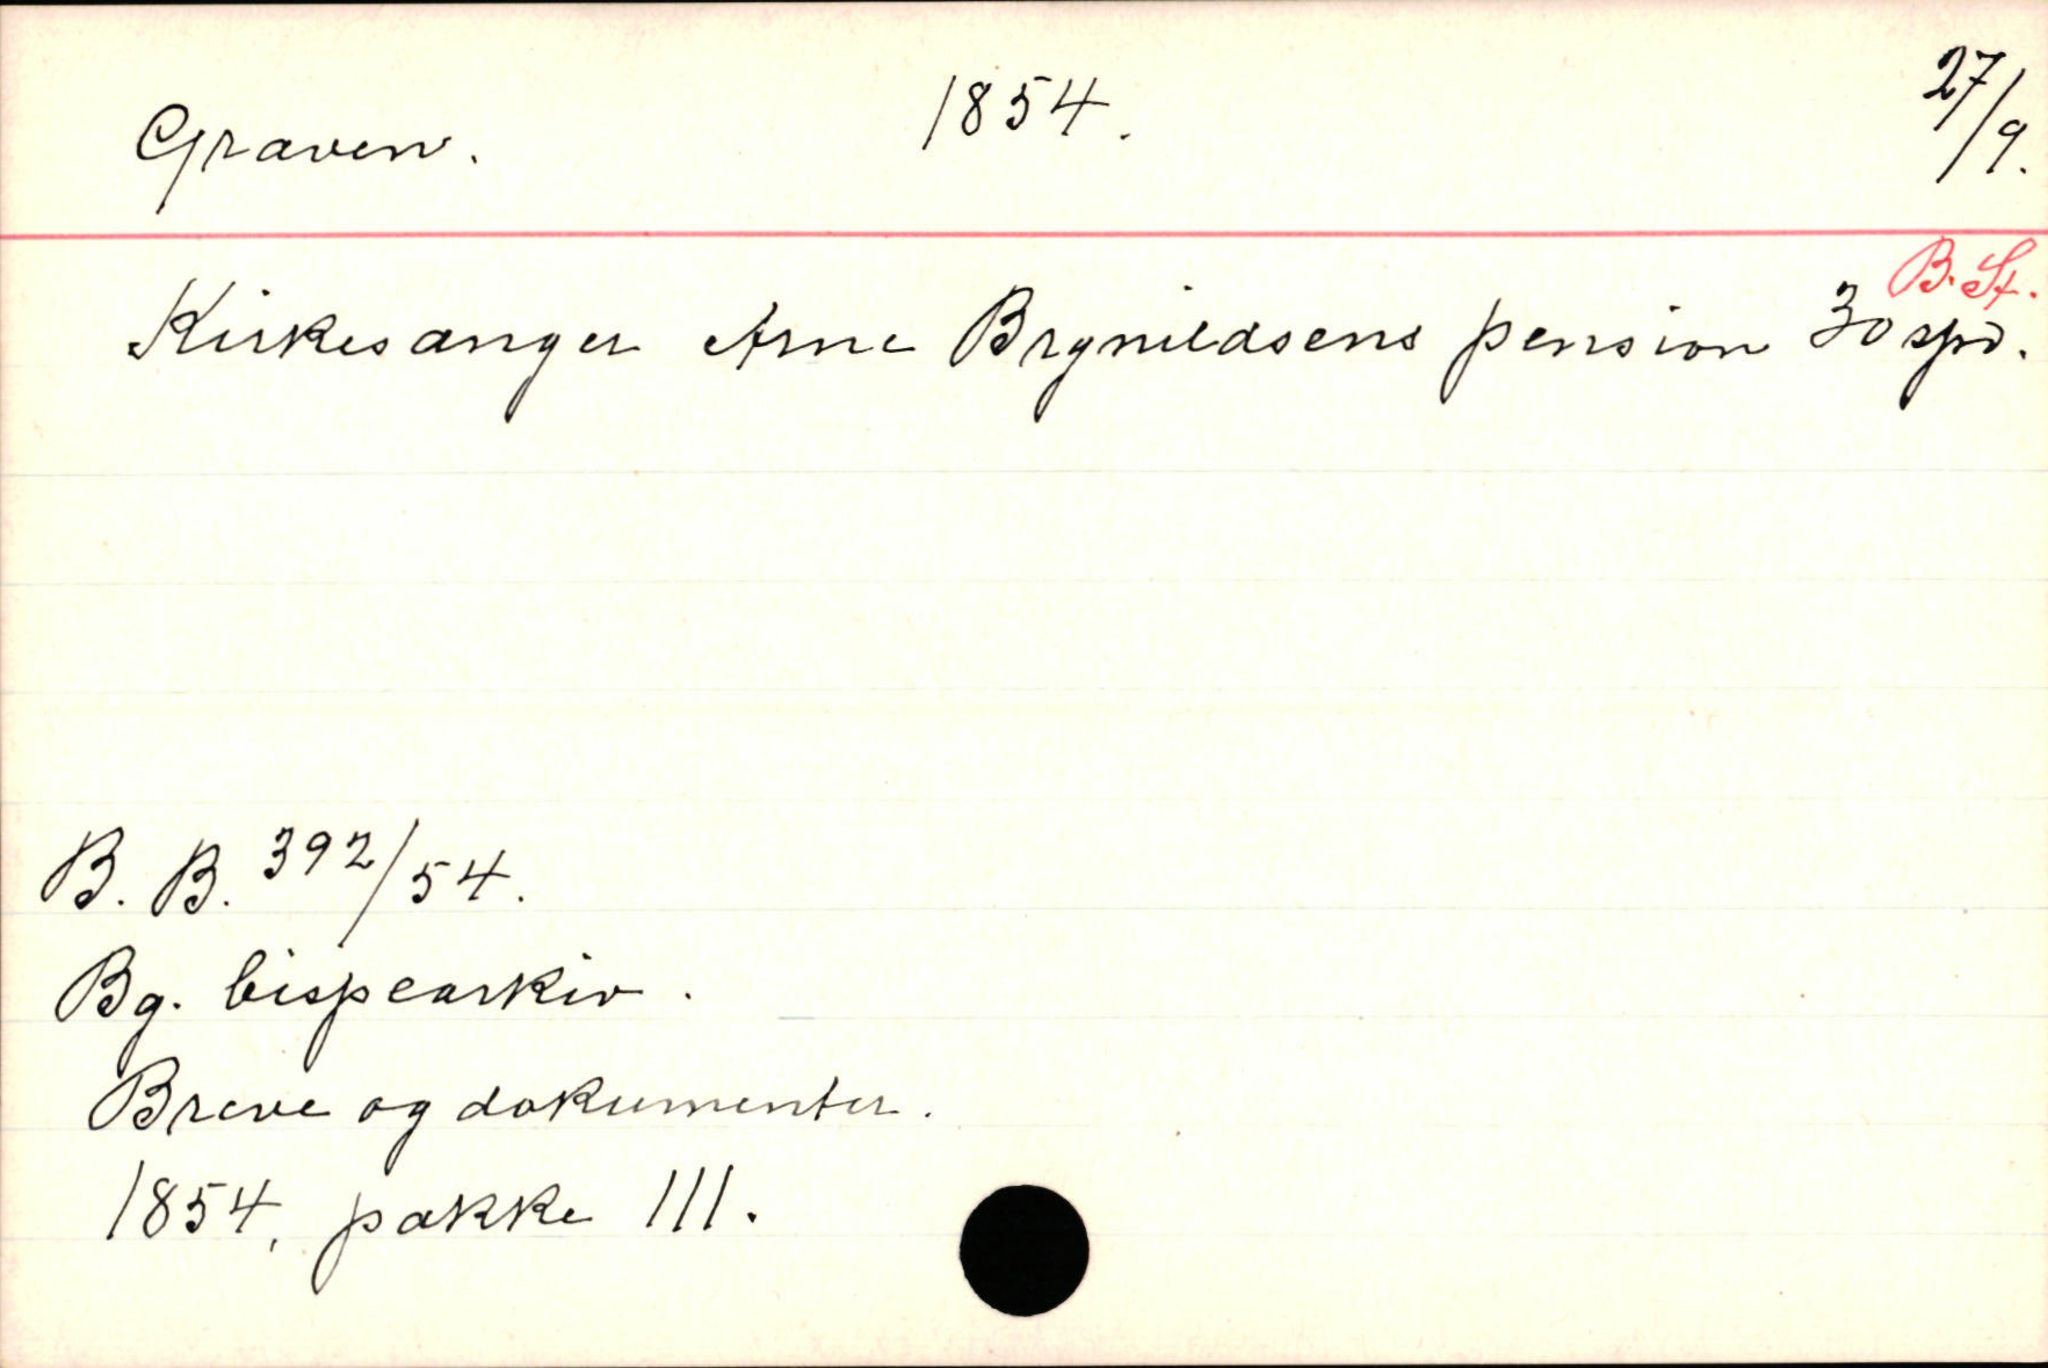 Graven. 1854. 27/9.
B. St.
Kirkesanger Arne Brynildsens pension 30 spd.
B. B. 392/54.
Bg. bispearkiv.
Breve og dokumenter.
1854, pakke III.